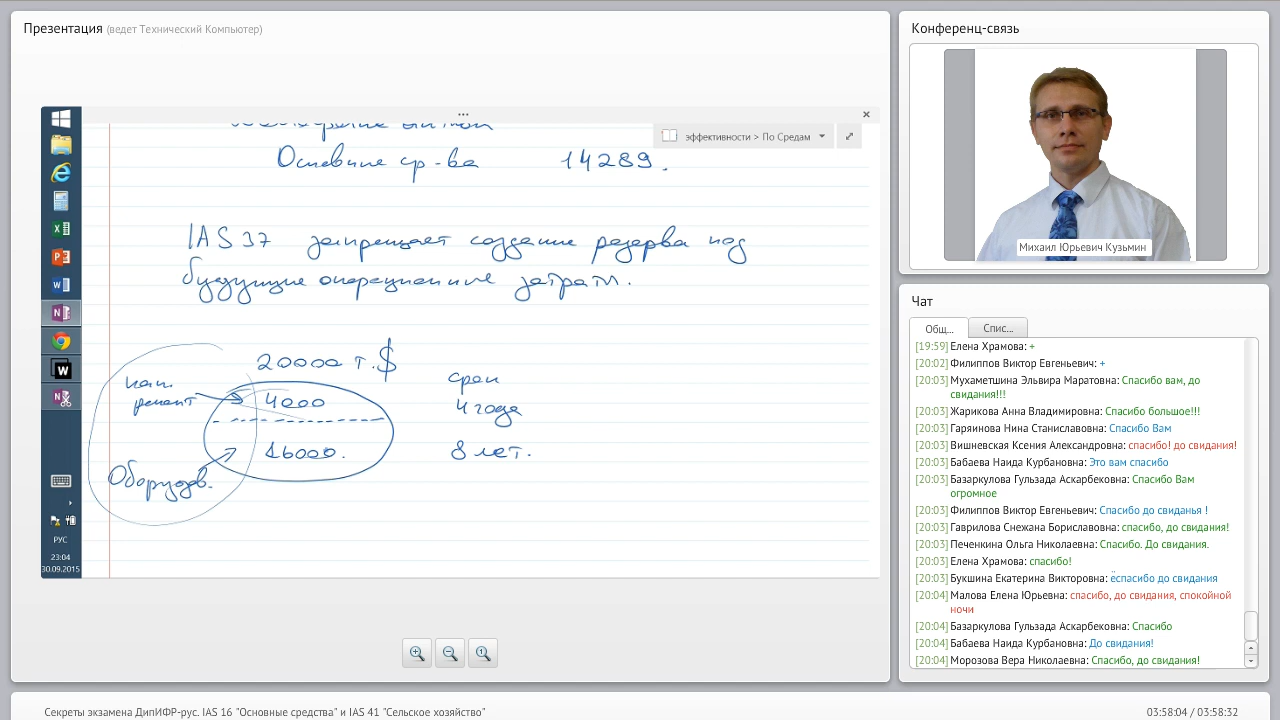 Презентация (ведет Технический Компьютер)
эффективности > По Средам
Основные ср-ва 14289.
IAS 37 запрещает создание резерва под
будущие операционные затраты.
20000 т.$
кап. ремонт
4000
срок
4 года
16000.
8 лет.
Оборудов.
РУС
23:04
30.09.2015
Конференц-связь
Михаил Юрьевич Кузьмин
Чат
Общ...
Спис...
[19:59] Елена Храмова: +
[20:02] Филиппов Виктор Евгеньевич: +
[20:03] Мухаметшина Эльвира Маратовна: Спасибо вам, до
свидания!!!
[20:03] Жарикова Анна Владимировна: Спасибо большое!!!
[20:03] Гаряинова Нина Станиславовна: Спасибо Вам
[20:03] Вишневская Ксения Александровна: спасибо! до свидания!
[20:03] Бабаева Наида Курбановна: Это вам спасибо
[20:03] Базаркулова Гульзада Аскарбековна: Спасибо Вам
огромное
[20:03] Филиппов Виктор Евгеньевич: Спасибо до свиданья !
[20:03] Гаврилова Снежана Бориславовна: спасибо, до свидания!
[20:03] Печенкина Ольга Николаевна: Спасибо. До свидания.
[20:03] Елена Храмова: спасибо!
[20:03] Букшина Екатерина Викторовна: ёспасибо до свидания
[20:04] Малова Елена Юрьевна: спасибо, до свидания, спокойной
ночи
[20:04] Базаркулова Гульзада Аскарбековна: Спасибо
[20:04] Бабаева Наида Курбановна: До свидания!
[20:04] Морозова Вера Николаевна: Спасибо, до свидания!
Секреты экзамена ДипИФР-рус. IAS 16 "Основные средства" и IAS 41 "Сельское хозяйство"
03:58:04 / 03:58:32